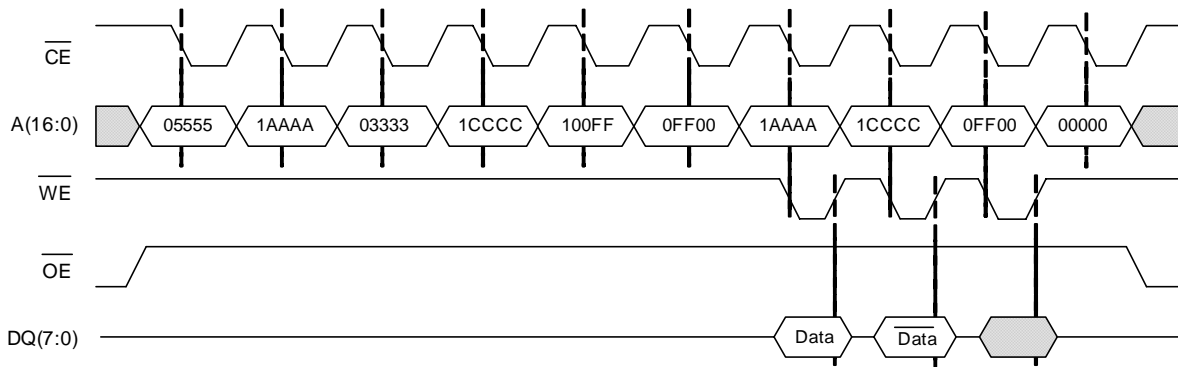 CE
A(16:0) 05555 1AAAA 03333 1CCCC 100FF 0FF00 1AAAA 1CCCC 0FF00 00000
WE
OE
DQ(7:0) Data Data